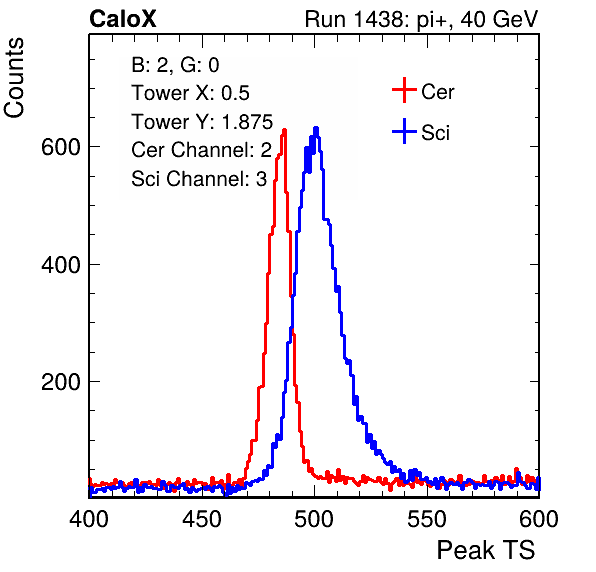 CaloX Run 1438: pi+, 40 GeV
Counts
B: 2, G: 0
Tower X: 0.5
Tower Y: 1.875
Cer Channel: 2
Sci Channel: 3
Cer
Sci
600
400
200
400 450 500 550 600
Peak TS